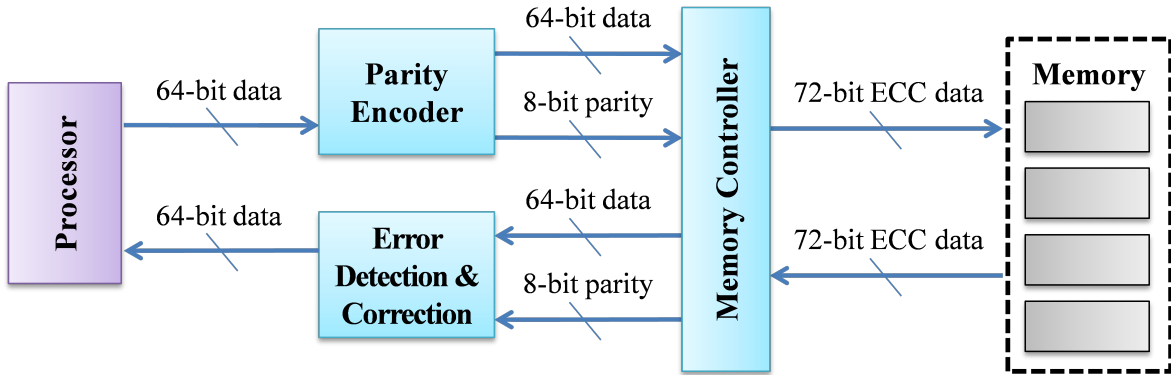 64-bit data
Parity
Encoder
64-bit data
8-bit parity
72-bit ECC data
Memory
Processor
Memory Controller
64-bit data
Error
Detection &
Correction
64-bit data
8-bit parity
72-bit ECC data